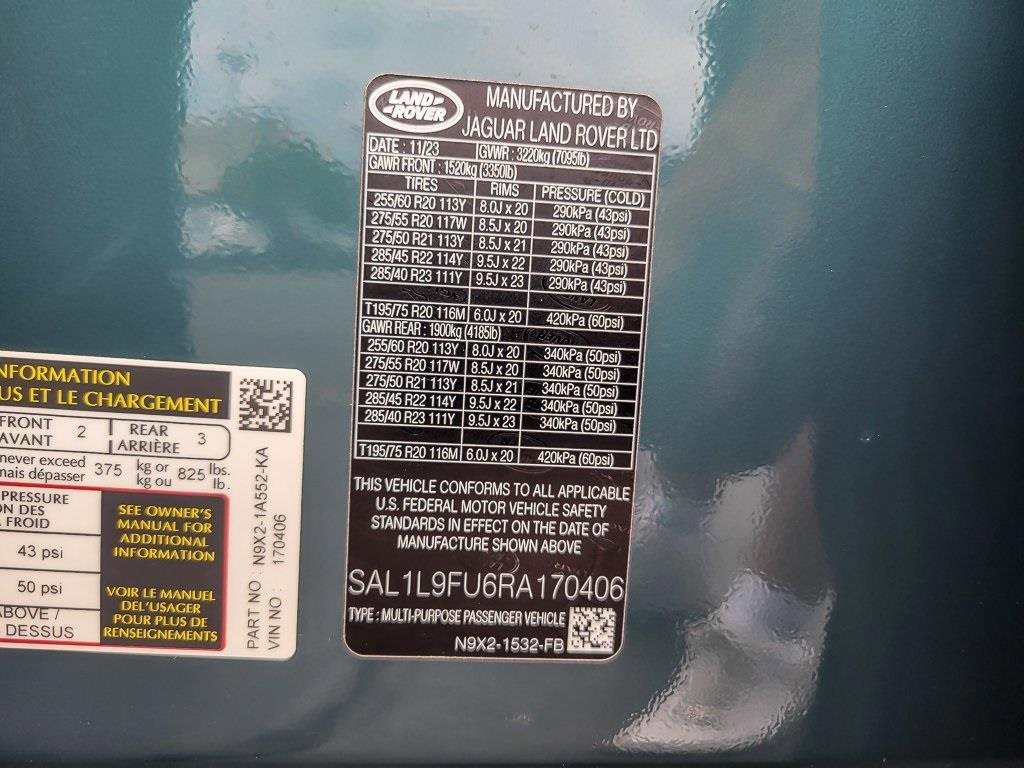 LAND-
-ROVER
MANUFACTURED BY
JAGUAR LAND ROVER LTD
DATE : 11/23 GVWR : 3220kg (7095lb)
GAWR FRONT : 1520kg (3350lb)
TIRES RIMS PRESSURE (COLD)
255/60 R20 113Y 8.0J x 20 290kPa (43psi)
275/55 R20 117W 8.5J x 20 290kPa (43psi)
275/50 R21 113Y 8.5J x 21 290kPa (43psi)
285/45 R22 114Y 9.5J x 22 290kPa (43psi)
285/40 R23 111Y 9.5J x 23 290kPa (43psi)
T195/75 R20 116M 6.0J x 20 420kPa (60psi)
GAWR REAR : 1900kg (4185lb)
255/60 R20 113Y 8.0J x 20 340kPa (50psi)
275/55 R20 117W 8.5J x 20 340kPa (50psi)
275/50 R21 113Y 8.5J x 21 340kPa (50psi)
285/45 R22 114Y 9.5J x 22 340kPa (50psi)
285/40 R23 111Y 9.5J x 23 340kPa (50psi)
T195/75 R20 116M 6.0J x 20 420kPa (60psi)
THIS VEHICLE CONFORMS TO ALL APPLICABLE
U.S. FEDERAL MOTOR VEHICLE SAFETY
STANDARDS IN EFFECT ON THE DATE OF
MANUFACTURE SHOWN ABOVE
SAL1L9FU6RA170406
TYPE : MULTI-PURPOSE PASSENGER VEHICLE
N9X2-1532-FB
NFORMATION
US ET LE CHARGEMENT
FRONT 2 REAR 3
AVANT ARRIÈRE
never exceed 375 kg or 825 lbs.
mais dépasser kg ou lb.
PRESSURE
ON DES
FROID
43 psi
50 psi
ABOVE /
DESSUS
SEE OWNER'S
MANUAL FOR
ADDITIONAL
INFORMATION
VOIR LE MANUEL
DEL'USAGER
POUR PLUS DE
RENSEIGNEMENTS
PART NO : N9X2-1A552-KA
VIN NO : 170406